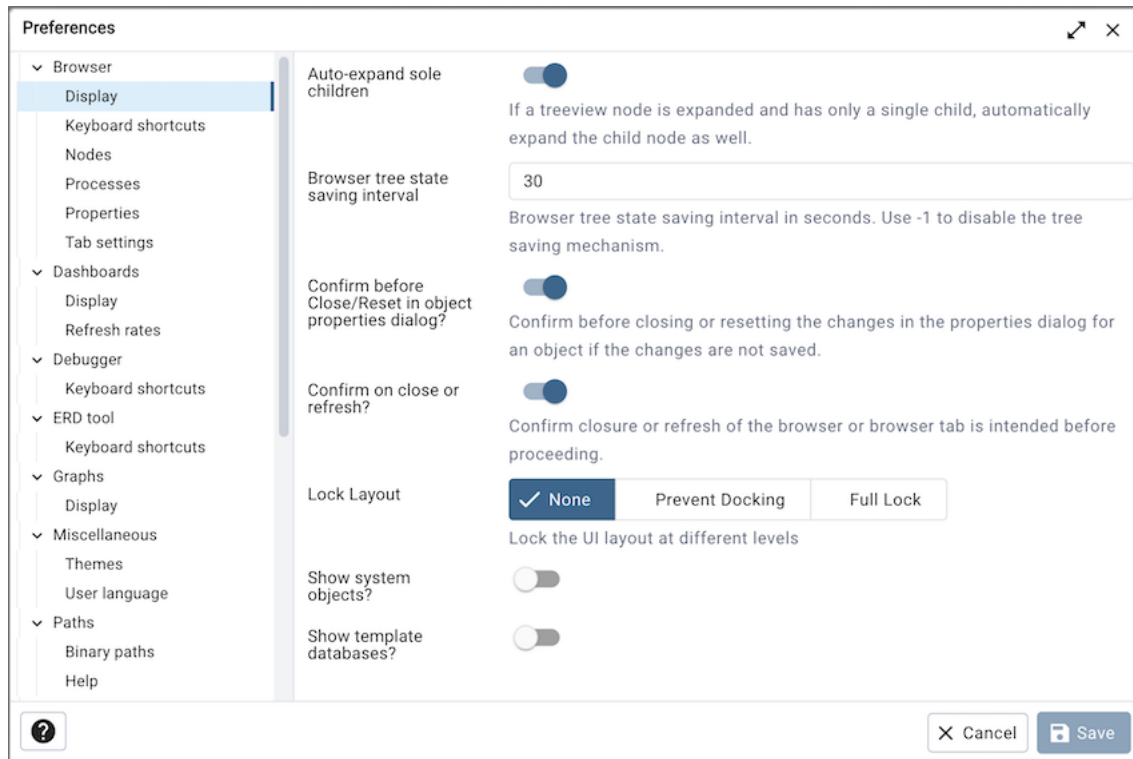 Preferences
Browser
Display
Keyboard shortcuts
Nodes
Processes
Properties
Tab settings
Dashboards
Display
Refresh rates
Debugger
Keyboard shortcuts
ERD tool
Keyboard shortcuts
Graphs
Display
Miscellaneous
Themes
User language
Paths
Binary paths
Help
Auto-expand sole
children
If a treeview node is expanded and has only a single child, automatically
expand the child node as well.
Browser tree state
saving interval
30
Browser tree state saving interval in seconds. Use -1 to disable the tree
saving mechanism.
Confirm before
Close/Reset in object
properties dialog?
Confirm before closing or resetting the changes in the properties dialog for
an object if the changes are not saved.
Confirm on close or
refresh?
Confirm closure or refresh of the browser or browser tab is intended before
proceeding.
Lock Layout
None Prevent Docking Full Lock
Lock the UI layout at different levels
Show system
objects?
Show template
databases?
? Cancel Save